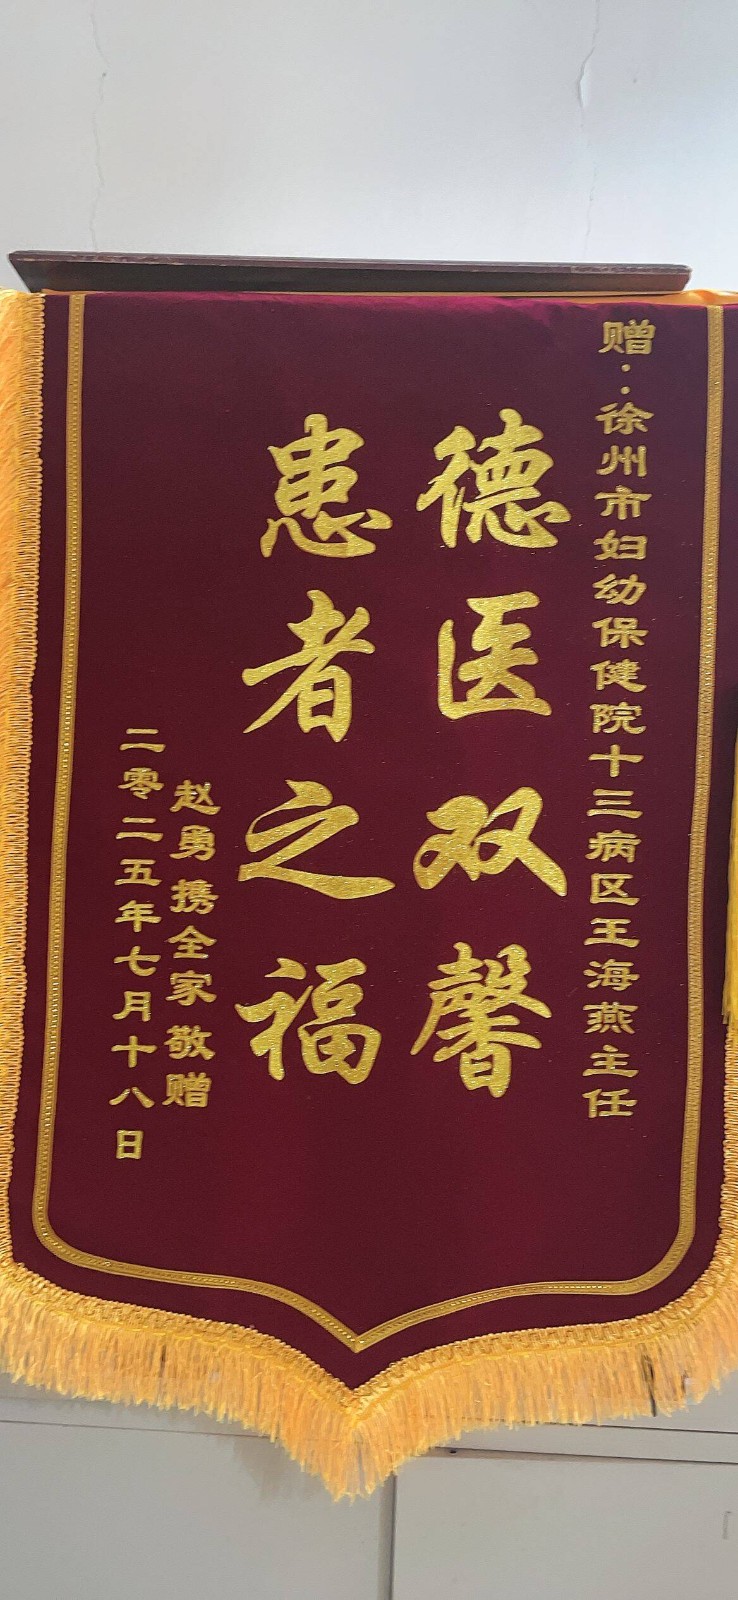 赠：徐州市妇幼保健院十三病区王海燕主任
德医双馨
患者之福
赵勇携全家敬赠
二零二五年七月十八日